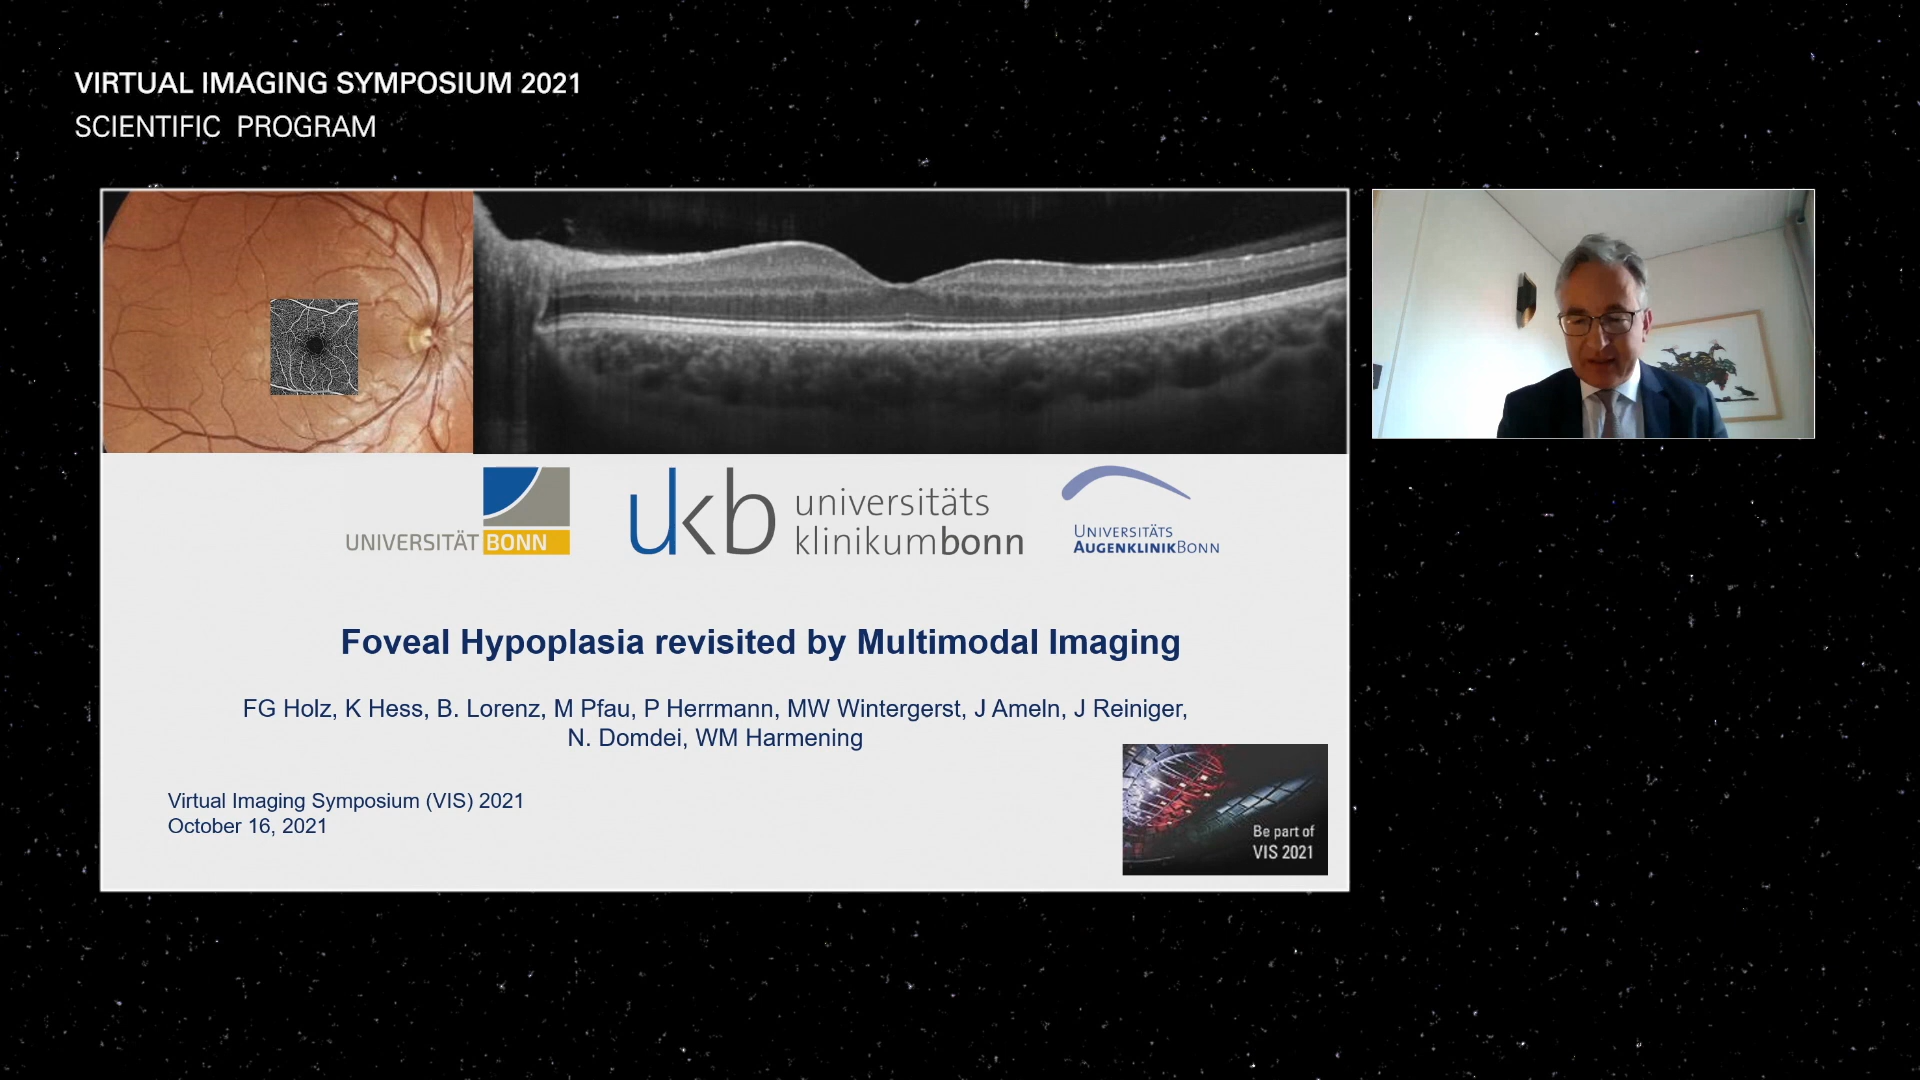 VIRTUAL IMAGING SYMPOSIUM 2021
SCIENTIFIC PROGRAM
UNIVERSITÄT BONN
ukb universitäts
klinikumbonn
UNIVERSITÄTS
AUGENKLINIKBONN
Foveal Hypoplasia revisited by Multimodal Imaging
FG Holz, K Hess, B. Lorenz, M Pfau, P Herrmann, MW Wintergerst, J Ameln, J Reiniger,
N. Domdei, WM Harmening
Virtual Imaging Symposium (VIS) 2021
October 16, 2021
Be part of
VIS 2021